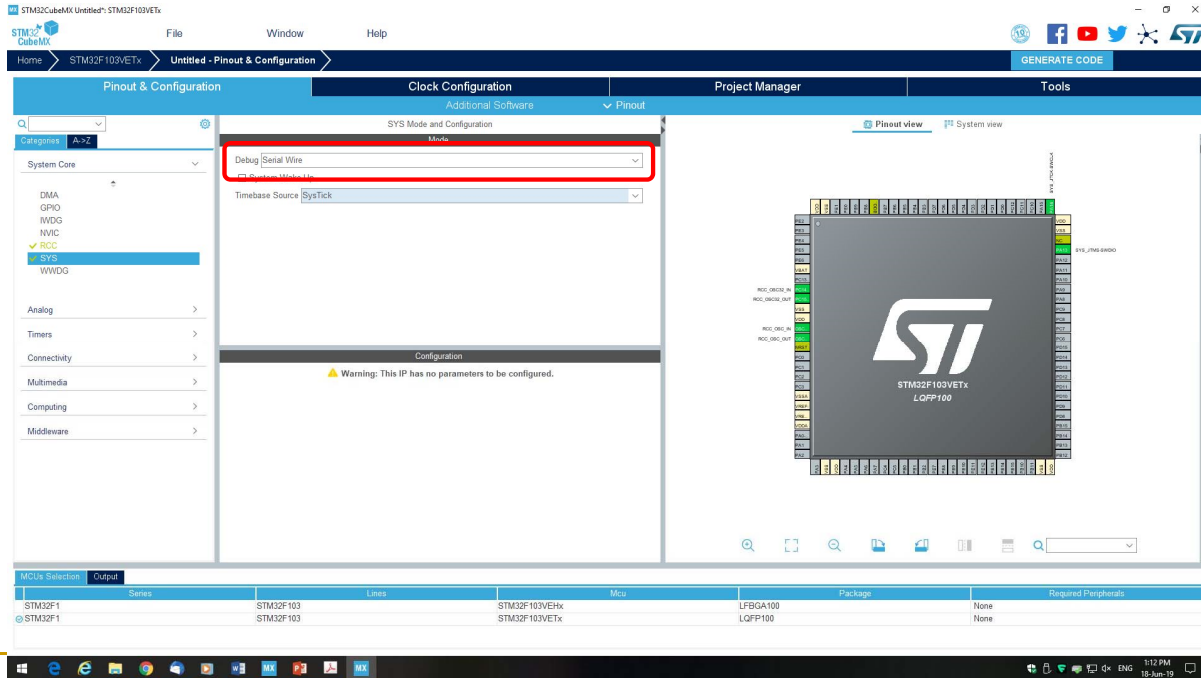 MX STM32CubeMX Untitled*: STM32F103VETx
STM32
CubeMX
File Window Help
Home STM32F103VETx Untitled - Pinout & Configuration GENERATE CODE
Pinout & Configuration Clock Configuration Project Manager Tools
Additional Software Pinout
Categories A->Z
System Core
DMA
GPIO
IWDG
NVIC
RCC
SYS
WWDG
Analog
Timers
Connectivity
Multimedia
Computing
Middleware
SYS Mode and Configuration
Mode
Debug Serial Wire
System Wake Up
Timebase Source SysTick
Configuration
Warning: This IP has no parameters to be configured.
Pinout view System view
SYS_JTCK-SWCLK
SYS_JTMS-SWDIO
RCC_OSC32_IN
RCC_OSC32_OUT
RCC_OSC_IN
RCC_OSC_OUT
STM32F103VETx
LQFP100
MCUs Selection Output
Series Lines Mcu Package Required Peripherals
STM32F1 STM32F103 STM32F103VEHx LFBGA100 None
STM32F1 STM32F103 STM32F103VETx LQFP100 None
ENG 1:12 PM
18-Jun-19